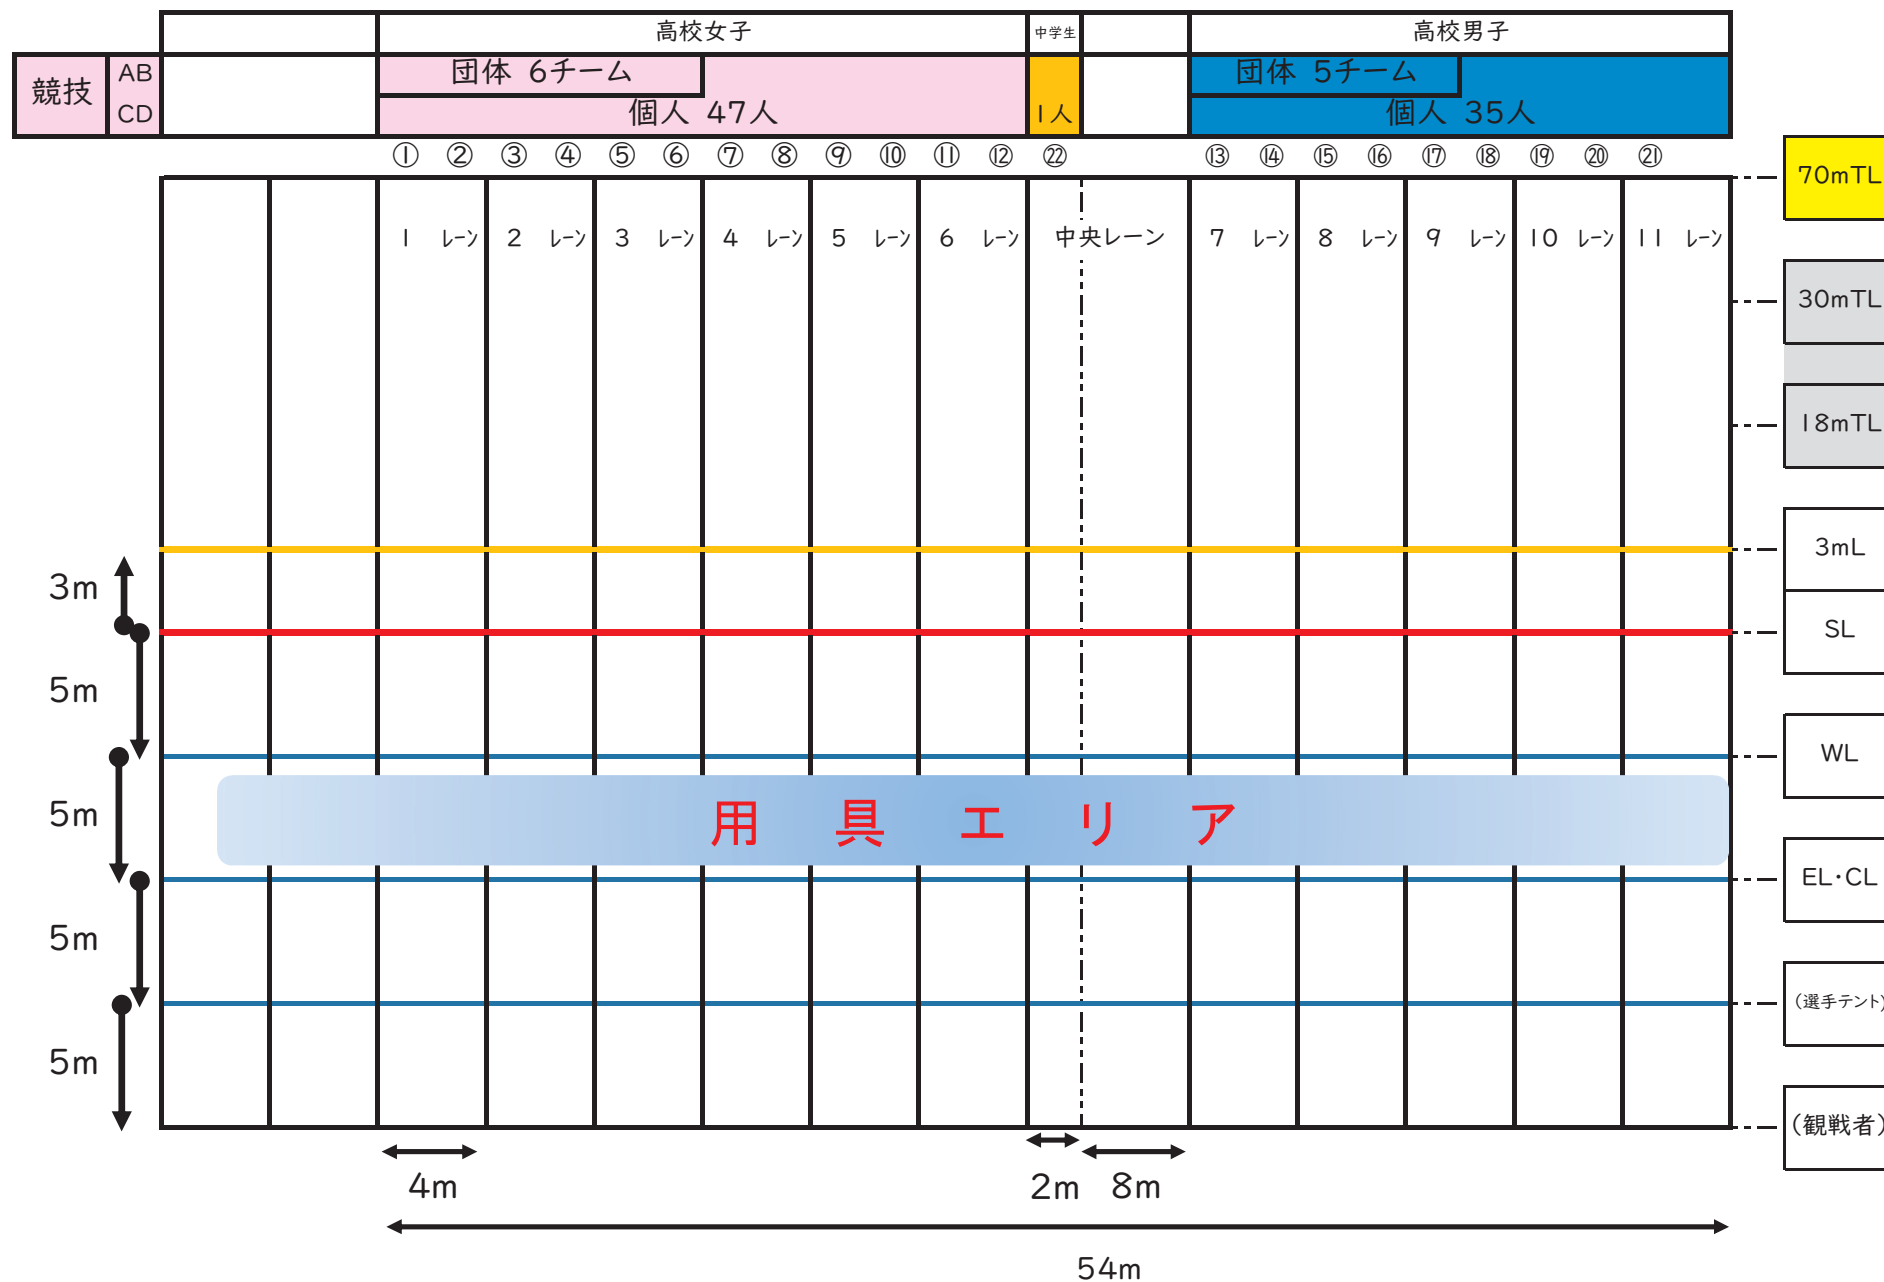 高校女子 中学生 高校男子
競技 AB 団体 6チーム 団体 5チーム
CD 個人 47人 1人 個人 35人
① ② ③ ④ ⑤ ⑥ ⑦ ⑧ ⑨ ⑩ ⑪ ⑫ ㉒ ⑬ ⑭ ⑮ ⑯ ⑰ ⑱ ⑲ ⑳ ㉑
70mTL
1 レーン 2 レーン 3 レーン 4 レーン 5 レーン 6 レーン 中央レーン 7 レーン 8 レーン 9 レーン 10 レーン 11 レーン
30mTL
18mTL
3mL
3m
SL
5m
WL
5m
用具エリア
EL・CL
5m
(選手テント)
5m
(観戦者)
4m 2m 8m
54m